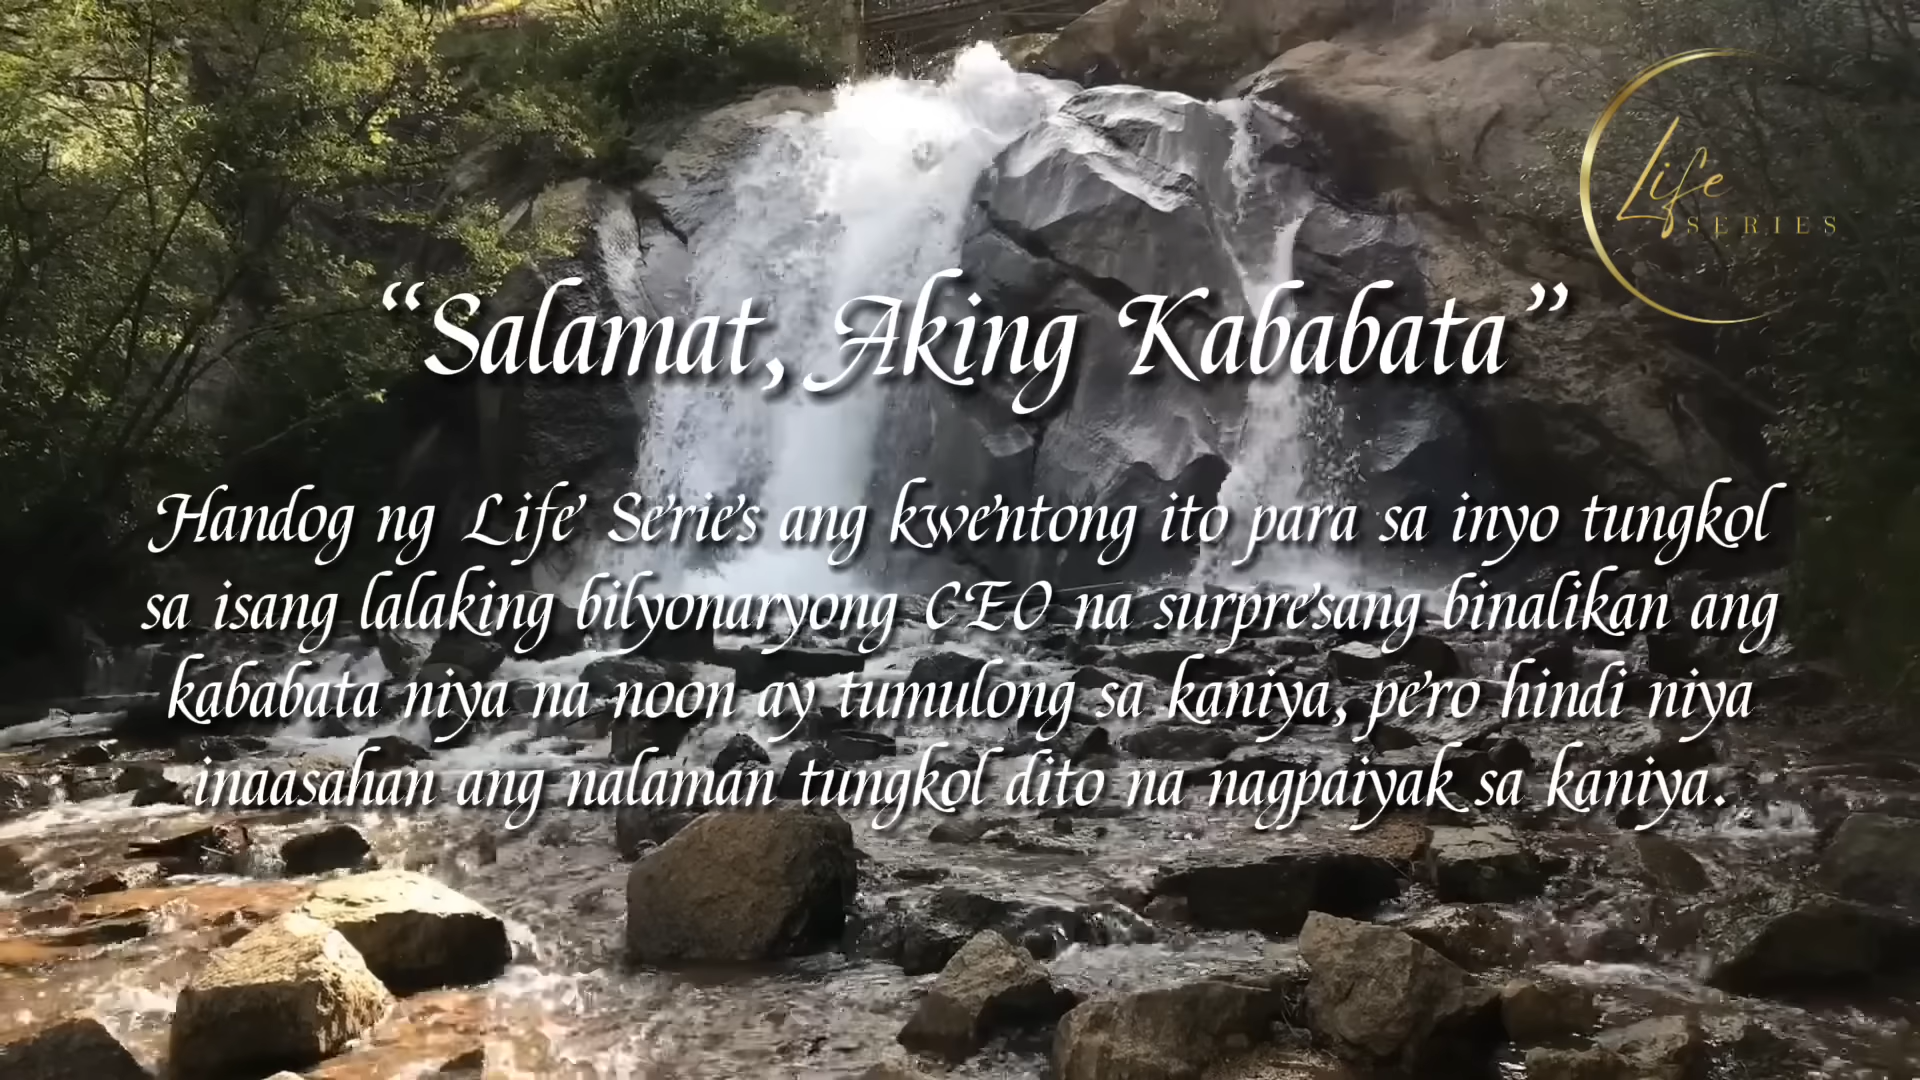 Life
SERIES
“Salamat, Aking Kababata”
Handog ng Life Series ang kwentong ito para sa inyo tungkol
sa isang lalaking bilyonaryong CEO na surpresang binalikan ang
kababata niya na noon ay tumulong sa kaniya, pero hindi niya
inaasahan ang nalaman tungkol dito na nagpaiyak sa kaniya.